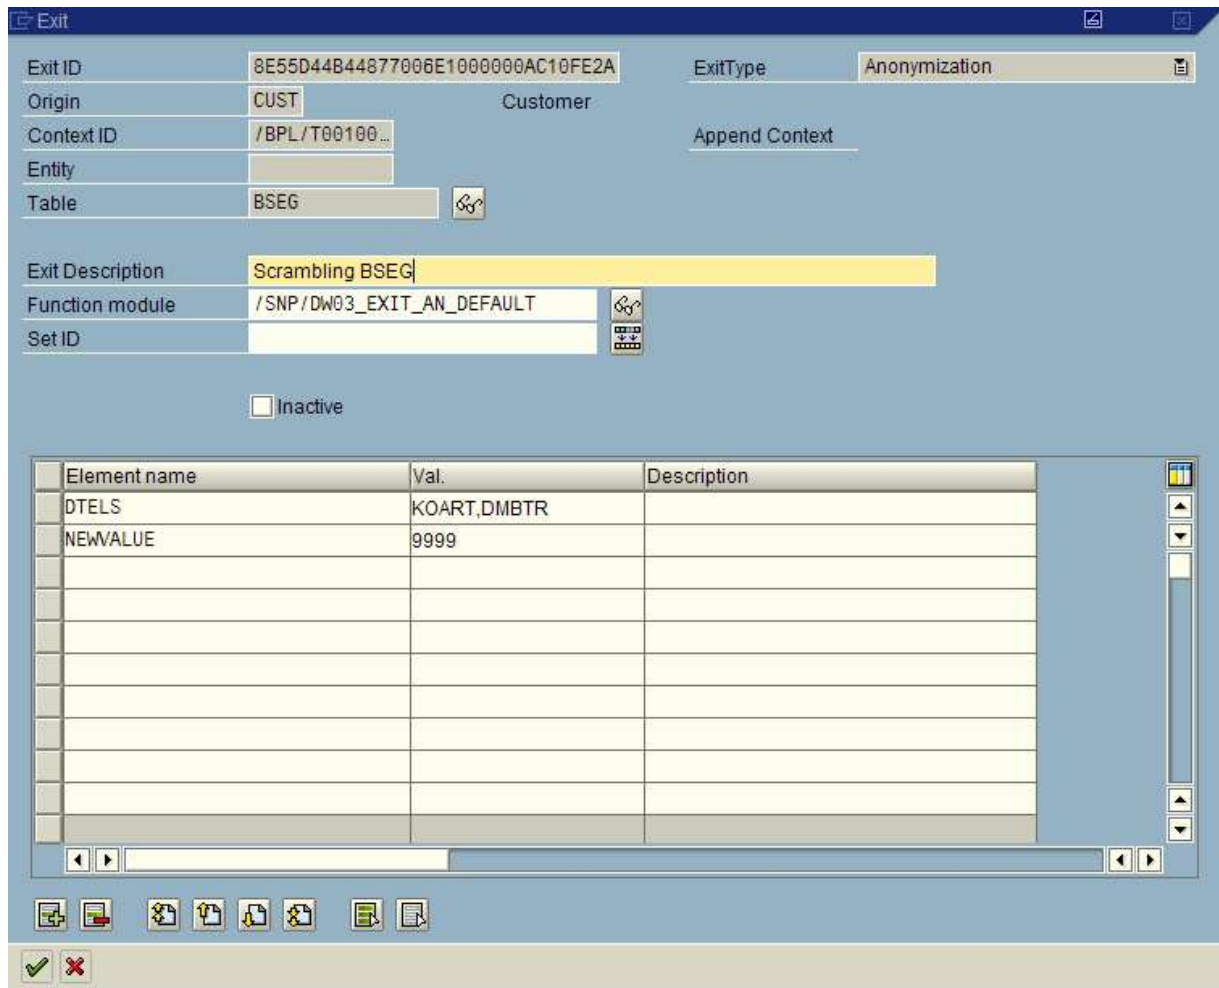 Exit
Exit ID 8E55D44B44877006E1000000AC10FE2A ExitType Anonymization
Origin CUST Customer
Context ID /BPL/T00100… Append Context
Entity
Table BSEG
Exit Description Scrambling BSEG
Function module /SNP/DW03_EXIT_AN_DEFAULT
Set ID
Inactive
Element name Val. Description
DTELS KOART,DMBTR
NEWVALUE 9999